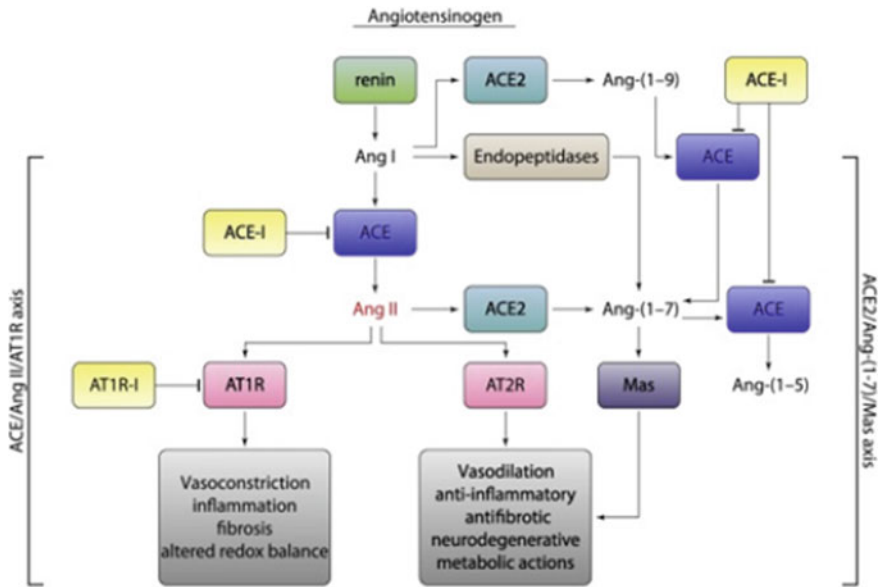 Angiotensinogen
renin
ACE2
Ang-(1–9)
ACE-I
Ang I
Endopeptidases
ACE
ACE-I
ACE
Ang II
ACE2
Ang-(1–7)
ACE
AT1R-I
AT1R
AT2R
Mas
Ang-(1–5)
Vasoconstriction
inflammation
fibrosis
altered redox balance
Vasodilation
anti-inflammatory
antifibrotic
neurodegenerative
metabolic actions
ACE/Ang II/AT1R axis
ACE2/Ang-(1-7)/Mas axis